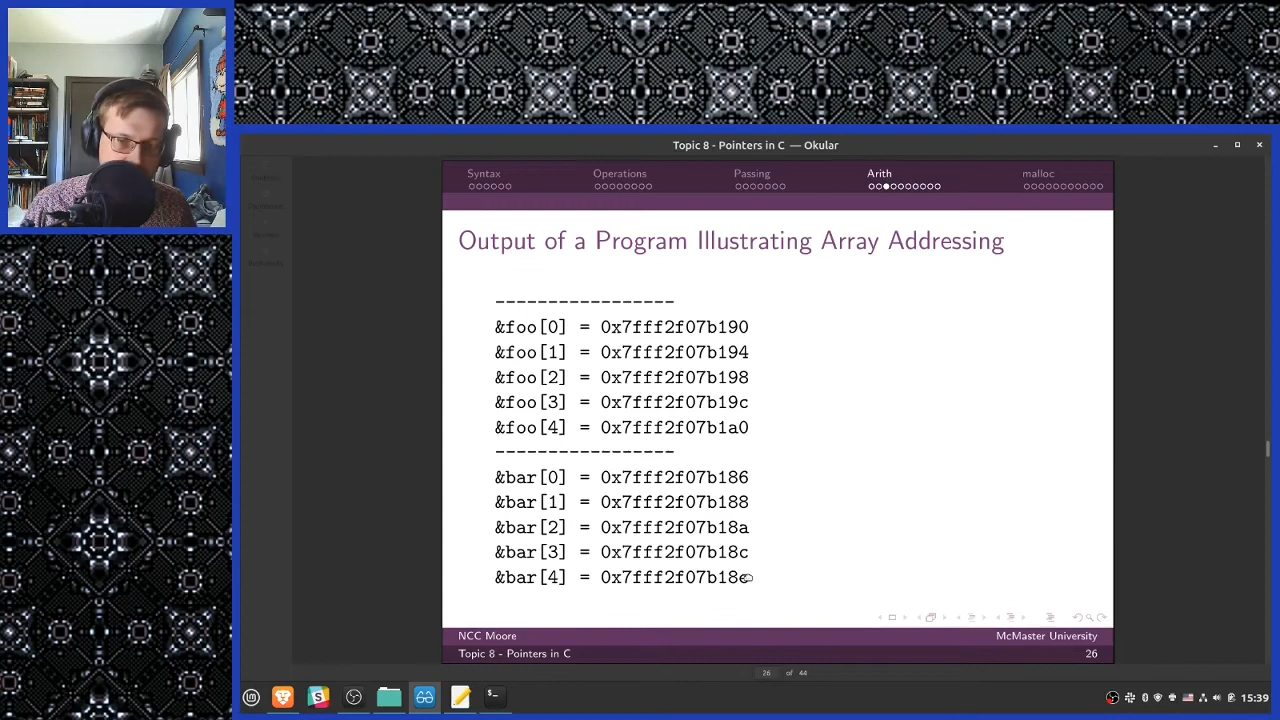 Topic 8 - Pointers in C — Okular
Syntax
Operations
Passing
Arith
malloc
Output of a Program Illustrating Array Addressing
-----------------
&foo[0] = 0x7fff2f07b190
&foo[1] = 0x7fff2f07b194
&foo[2] = 0x7fff2f07b198
&foo[3] = 0x7fff2f07b19c
&foo[4] = 0x7fff2f07b1a0
-----------------
&bar[0] = 0x7fff2f07b186
&bar[1] = 0x7fff2f07b188
&bar[2] = 0x7fff2f07b18a
&bar[3] = 0x7fff2f07b18c
&bar[4] = 0x7fff2f07b18e
NCC Moore
McMaster University
Topic 8 - Pointers in C
26
26 of 44
15:39